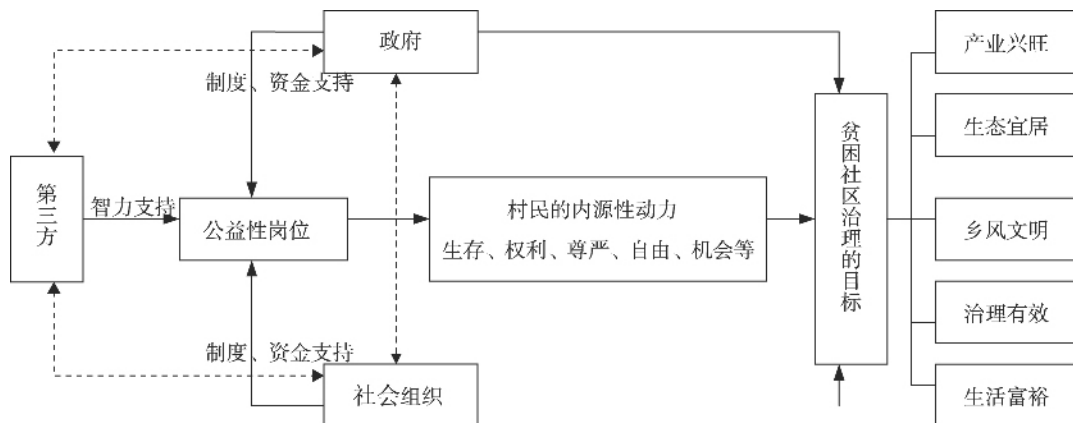 政府
产业兴旺
制度、资金支持
生态宜居
第三方
智力支持
公益性岗位
村民的内源性动力
生存、权利、尊严、自由、机会等
贫困社区治理的目标
乡风文明
治理有效
制度、资金支持
社会组织
生活富裕